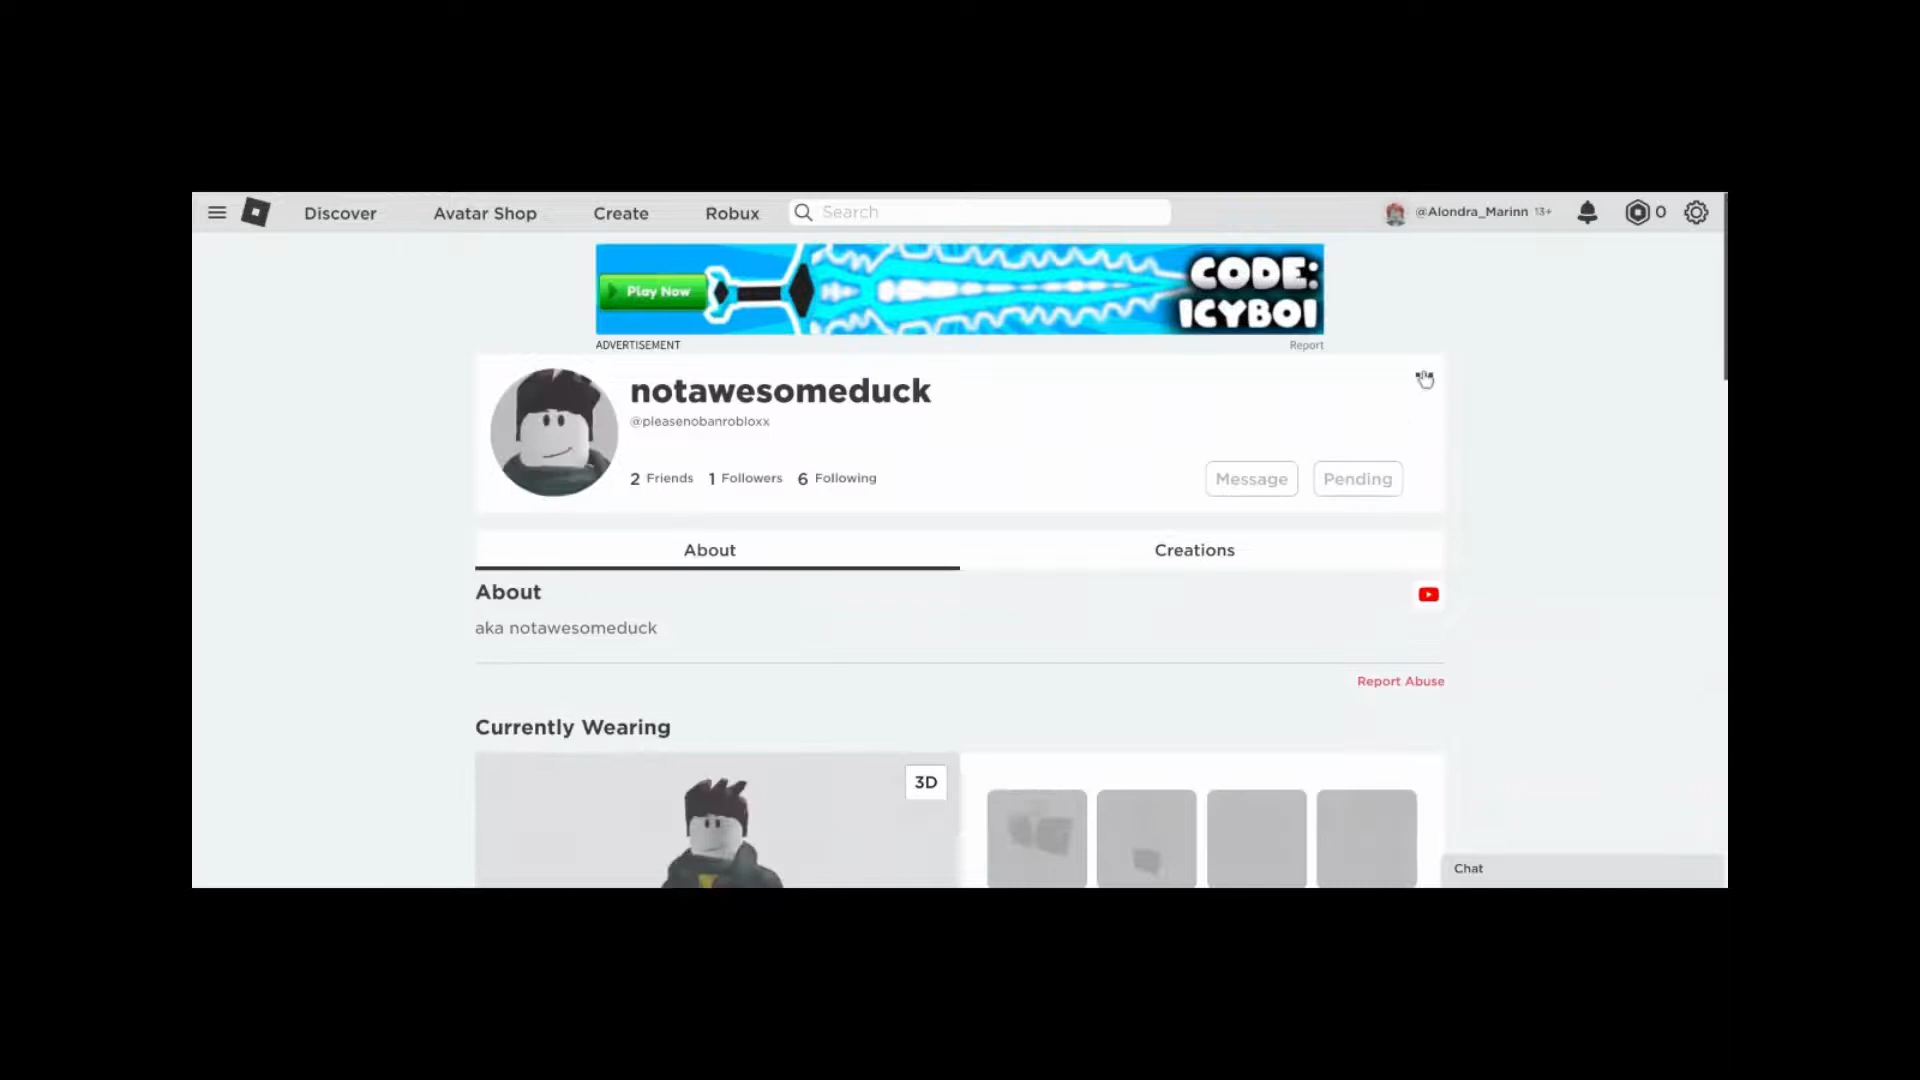 Discover Avatar Shop Create Robux Search @Alondra_Marinn 13+ 0
Play Now
CODE:
ICYBOI
ADVERTISEMENT Report
notawesomeduck
@pleasenobanrobloxx
2 Friends 1 Followers 6 Following Message Pending
About Creations
About
aka notawesomeduck
Report Abuse
Currently Wearing
3D
Chat